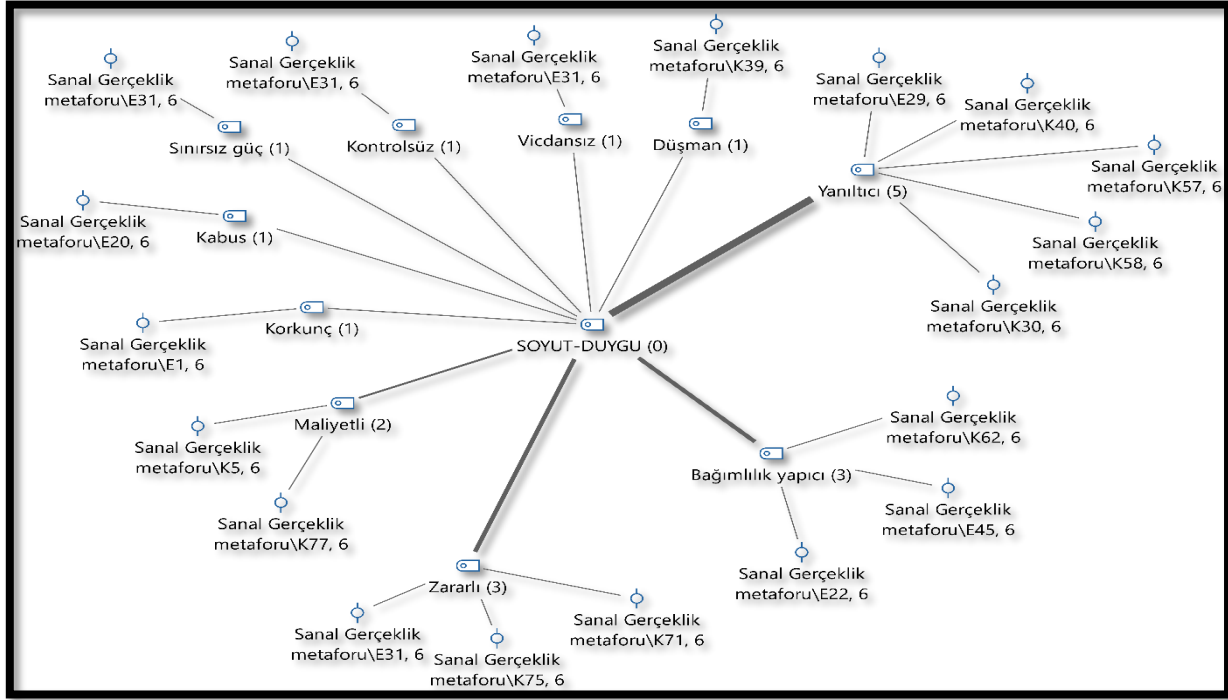 Sanal Gerçeklik
metaforu\E31, 6
Sınırsız güç (1)
Sanal Gerçeklik
metaforu\E31, 6
Kontrolsüz (1)
Sanal Gerçeklik
metaforu\E31, 6
Vicdansız (1)
Sanal Gerçeklik
metaforu\K39, 6
Düşman (1)
Sanal Gerçeklik
metaforu\E29, 6
Sanal Gerçeklik
metaforu\K40, 6
Sanal Gerçeklik
metaforu\K57, 6
Yanıltıcı (5)
Sanal Gerçeklik
metaforu\K58, 6
Sanal Gerçeklik
metaforu\K30, 6
Sanal Gerçeklik
metaforu\E20, 6
Kabus (1)
Korkunç (1)
Sanal Gerçeklik
metaforu\E1, 6
SOYUT-DUYGU (0)
Maliyetli (2)
Sanal Gerçeklik
metaforu\K5, 6
Sanal Gerçeklik
metaforu\K77, 6
Sanal Gerçeklik
metaforu\K62, 6
Bağımlılık yapıcı (3)
Sanal Gerçeklik
metaforu\E45, 6
Sanal Gerçeklik
metaforu\E22, 6
Zararlı (3)
Sanal Gerçeklik
metaforu\E31, 6
Sanal Gerçeklik
metaforu\K75, 6
Sanal Gerçeklik
metaforu\K71, 6